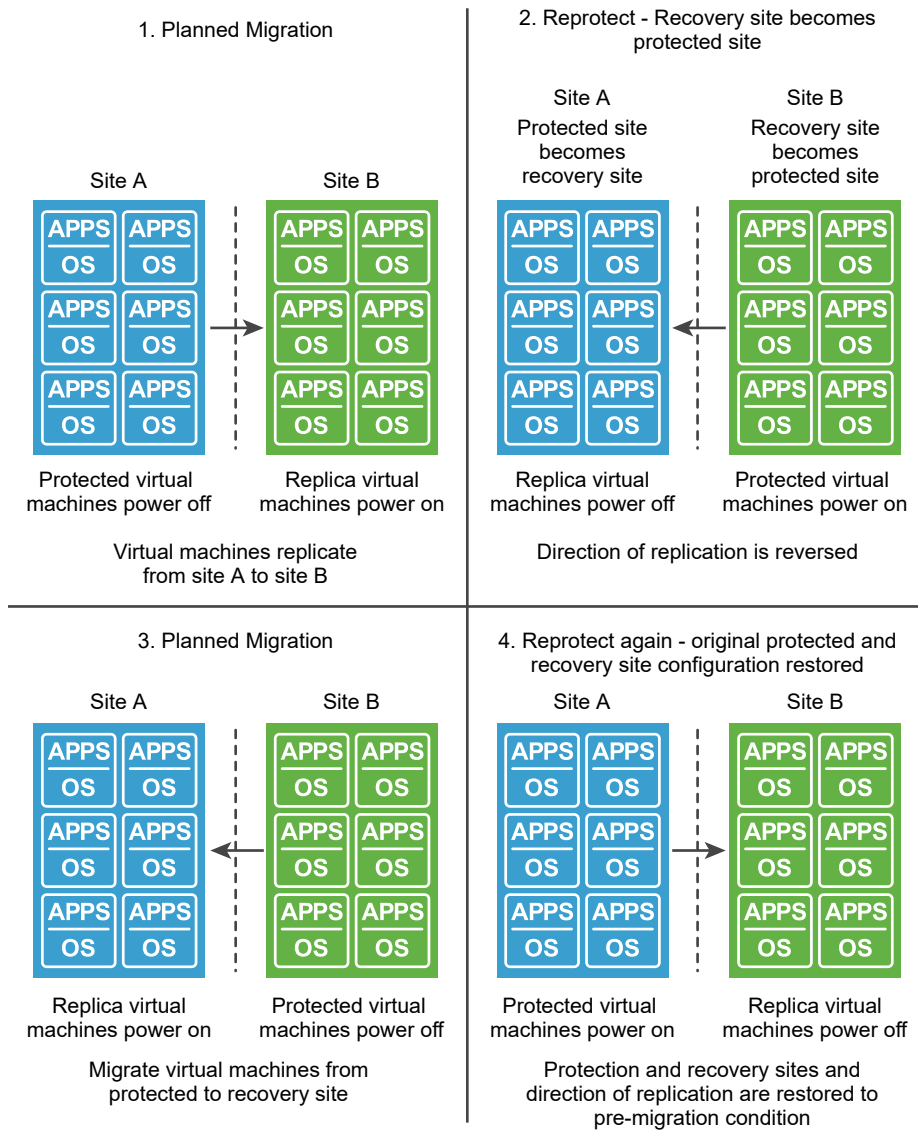 1. Planned Migration
Site A
Site B
APPS APPS
OS OS
APPS APPS
OS OS
APPS APPS
OS OS
APPS APPS
OS OS
APPS APPS
OS OS
APPS APPS
OS OS
Protected virtual
machines power off
Replica virtual
machines power on
Virtual machines replicate
from site A to site B
2. Reprotect - Recovery site becomes
protected site
Site A
Protected site
becomes
recovery site
Site B
Recovery site
becomes
protected site
APPS APPS
OS OS
APPS APPS
OS OS
APPS APPS
OS OS
APPS APPS
OS OS
APPS APPS
OS OS
APPS APPS
OS OS
Replica virtual
machines power off
Protected virtual
machines power on
Direction of replication is reversed
3. Planned Migration
Site A
Site B
APPS APPS
OS OS
APPS APPS
OS OS
APPS APPS
OS OS
APPS APPS
OS OS
APPS APPS
OS OS
APPS APPS
OS OS
Replica virtual
machines power on
Protected virtual
machines power off
Migrate virtual machines from
protected to recovery site
4. Reprotect again - original protected and
recovery site configuration restored
Site A
Site B
APPS APPS
OS OS
APPS APPS
OS OS
APPS APPS
OS OS
APPS APPS
OS OS
APPS APPS
OS OS
APPS APPS
OS OS
Protected virtual
machines power on
Replica virtual
machines power off
Protection and recovery sites and
direction of replication are restored to
pre-migration condition